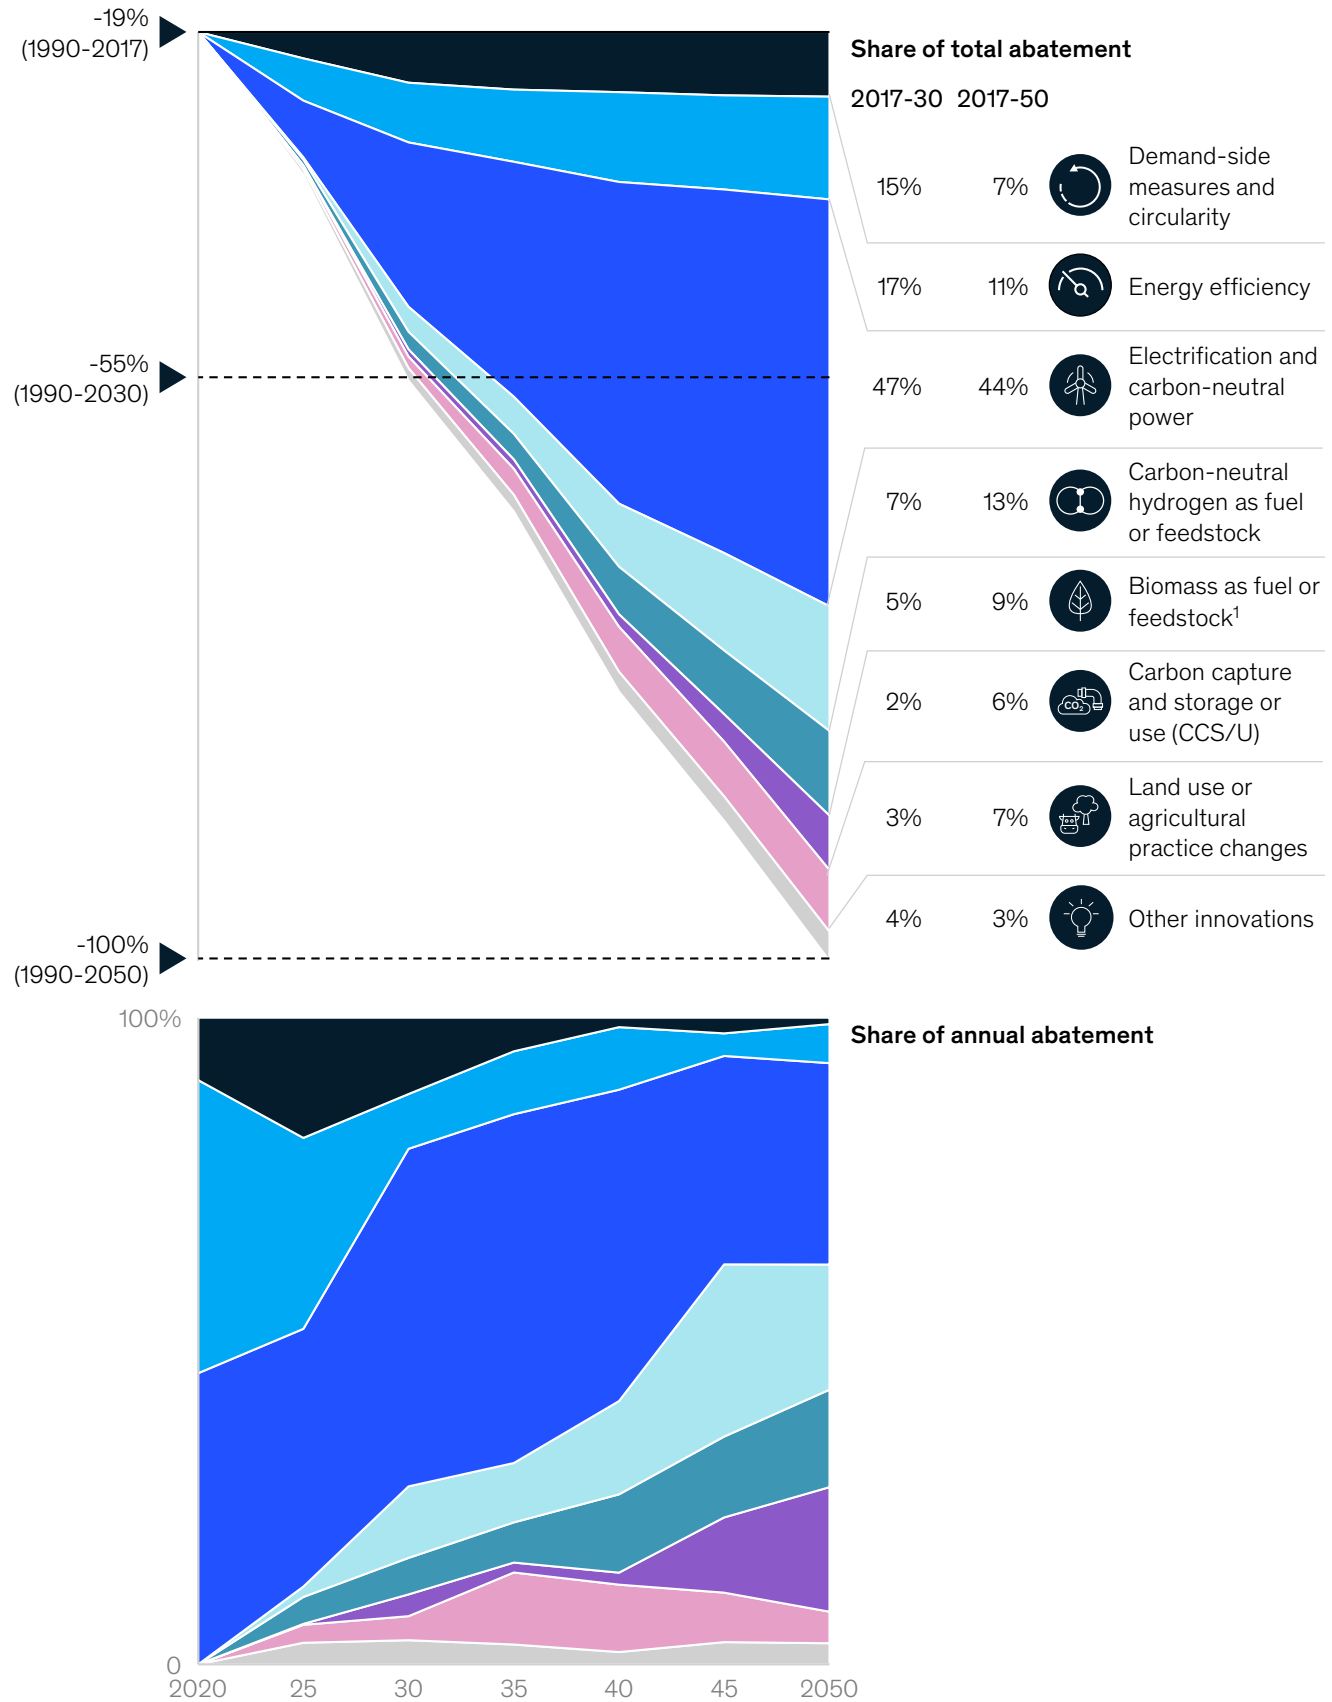 -19%
(1990-2017)
Share of total abatement
2017-30 2017-50
15% 7% Demand-side
measures and
circularity
17% 11% Energy efficiency
47% 44% Electrification and
carbon-neutral
power
-55%
(1990-2030)
7% 13% Carbon-neutral
hydrogen as fuel
or feedstock
5% 9% Biomass as fuel or
feedstock1
2% 6% Carbon capture
and storage or
use (CCS/U)
CO2
3% 7% Land use or
agricultural
practice changes
4% 3% Other innovations
-100%
(1990-2050)
100%
Share of annual abatement
0
2020 25 30 35 40 45 2050